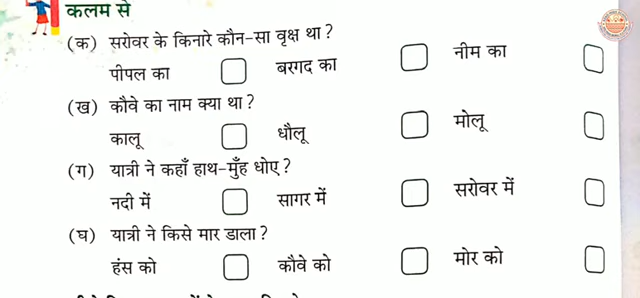 कलम से
(क) सरोवर के किनारे कौन-सा वृक्ष था?
पीपल का बरगद का नीम का
(ख) कौवे का नाम क्या था?
कालू धौलू मोलू
(ग) यात्री ने कहाँ हाथ-मुँह धोए?
नदी में सागर में सरोवर में
(घ) यात्री ने किसे मार डाला?
हंस को कौवे को मोर को